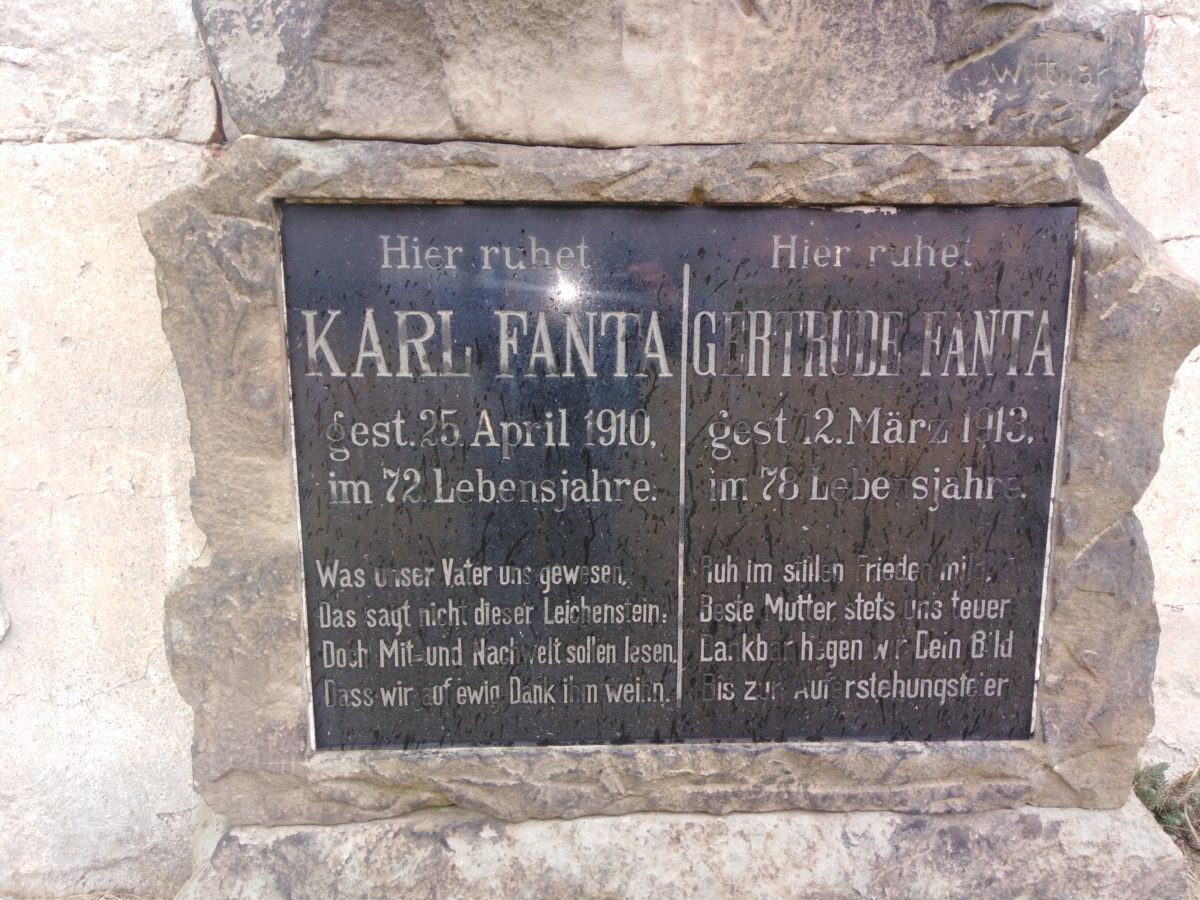 Wittwar
Hier ruhet
KARL FANTA
gest. 25. April 1910,
im 72. Lebensjahre.
Was unser Vater uns gewesen,
Das sagt nicht dieser Leichenstein:
Doch Mit- und Nachwelt sollen lesen,
Dass wir auf ewig Dank ihm weihn.
Hier ruhet
GERTRUDE FANTA
gest. 12. März 1913.
im 78. Lebensjahre.
Ruh im stillen Frieden mild,
Beste Mutter stets uns teuer
Dankbar hegen wir Dein Bild
Bis zur Auferstehungsfeier